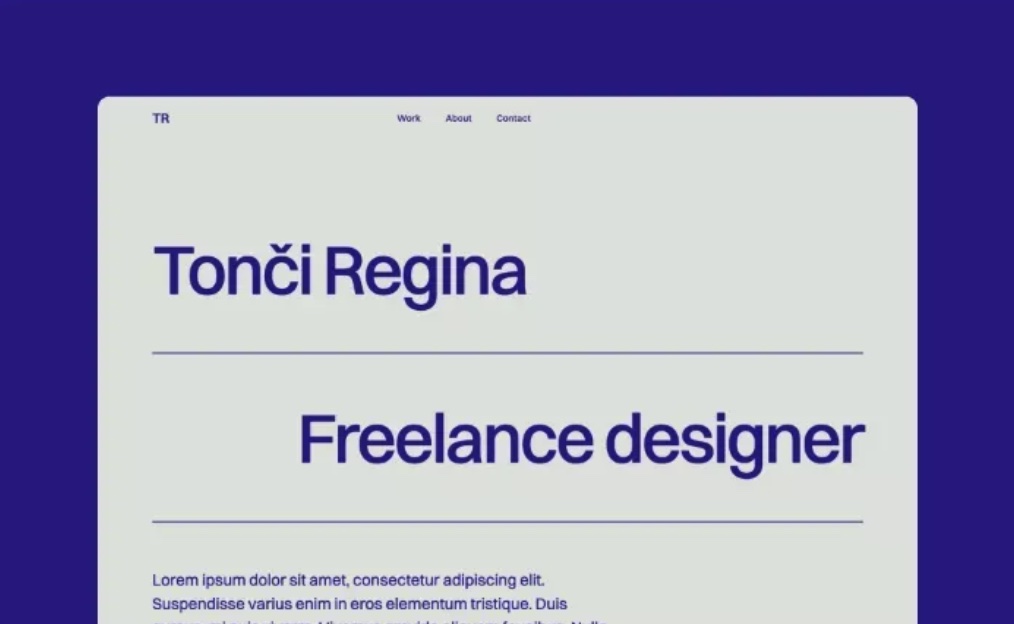 TR
Work About Contact
Tonči Regina
Freelance designer
Lorem ipsum dolor sit amet, consectetur adipiscing elit.
Suspendisse varius enim in eros elementum tristique. Duis